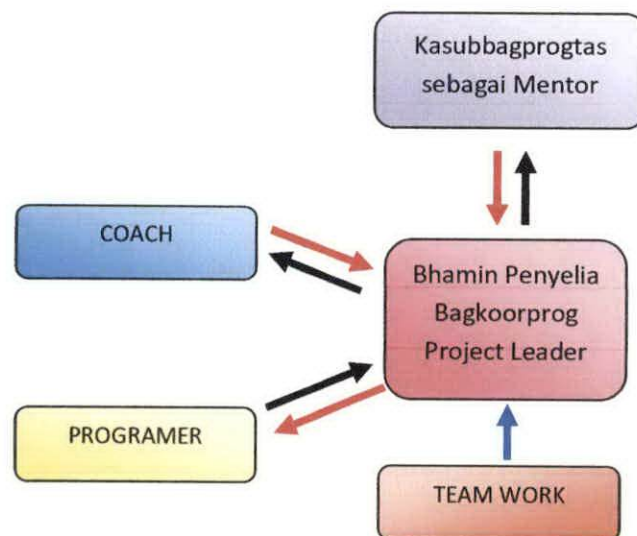 Kasubbagprogtas
sebagai Mentor
COACH
Bhamin Penyelia
Bagkoorprog
Project Leader
PROGRAMER
TEAM WORK